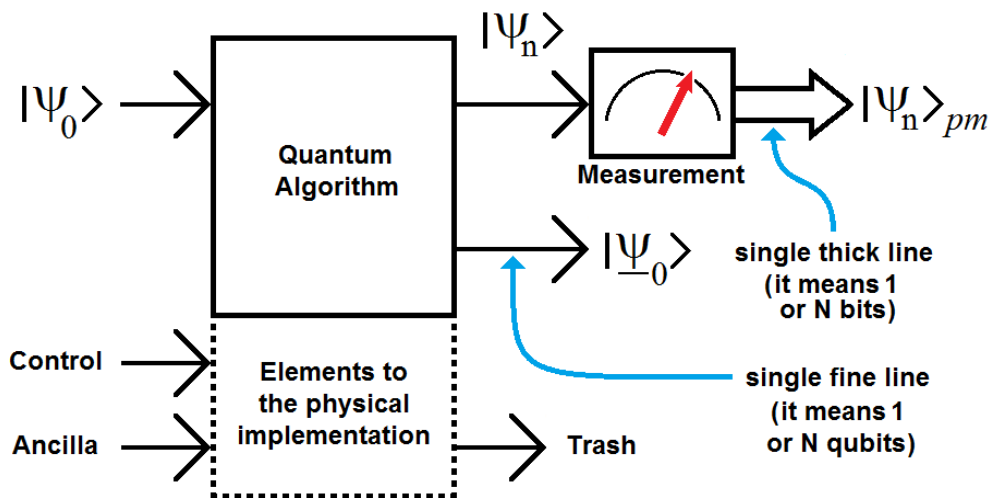 |Ψ₀⟩
Quantum
Algorithm
|Ψₙ⟩
Measurement
|Ψₙ⟩ₚₘ
|Ψ̲₀⟩
single thick line
(it means 1
or N bits)
Control
Ancilla
Elements to
the physical
implementation
Trash
single fine line
(it means 1
or N qubits)